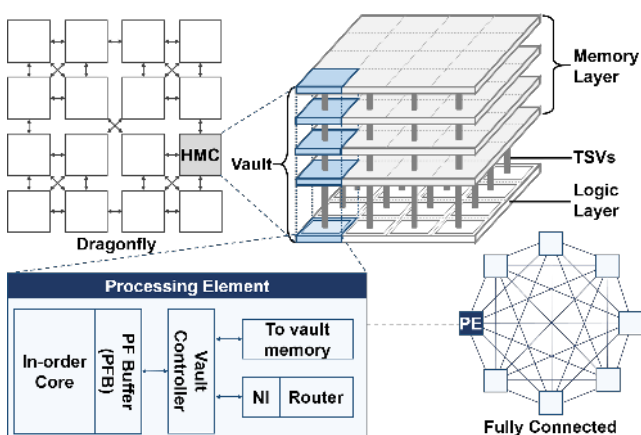 HMC
Dragonfly
Vault
Memory
Layer
TSVs
Logic
Layer
Processing Element
In-order
Core
PF Buffer
(PFB)
Vault
Controller
To vault
memory
NI
Router
PE
Fully Connected